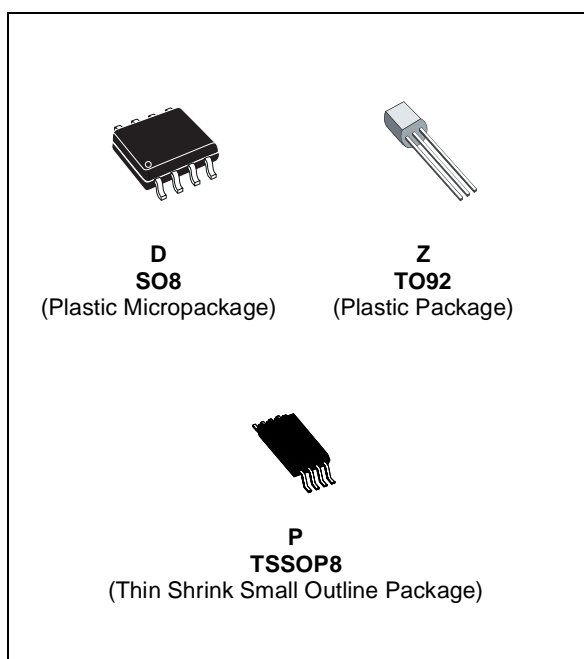 D
SO8
(Plastic Micropackage)
Z
TO92
(Plastic Package)
P
TSSOP8
(Thin Shrink Small Outline Package)